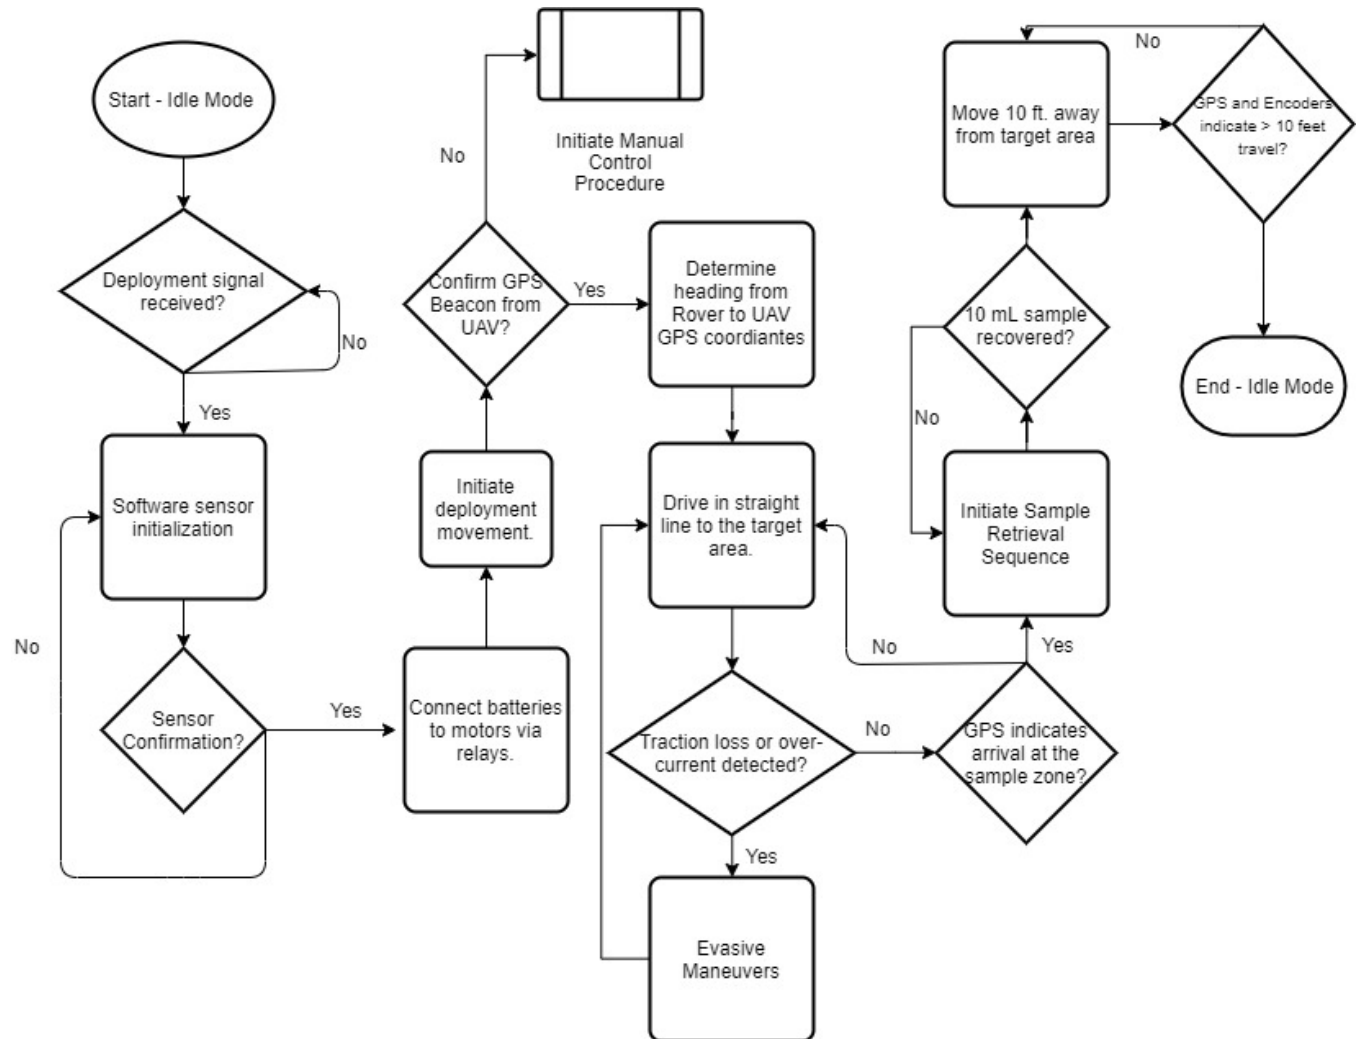 Start - Idle Mode
Deployment signal
received?
No
Yes
Software sensor
initialization
No
Sensor
Confirmation?
Yes
Connect batteries
to motors via
relays.
Initiate
deployment
movement.
Confirm GPS
Beacon from
UAV?
No
Initiate Manual
Control
Procedure
Yes
Determine
heading from
Rover to UAV
GPS coordiantes
Drive in straight
line to the target
area.
Traction loss or over-
current detected?
Yes
Evasive
Maneuvers
No
GPS indicates
arrival at the
sample zone?
No
Yes
Initiate Sample
Retrieval
Sequence
10 mL sample
recovered?
No
Move 10 ft. away
from target area
GPS and Encoders
indicate > 10 feet
travel?
No
End - Idle Mode